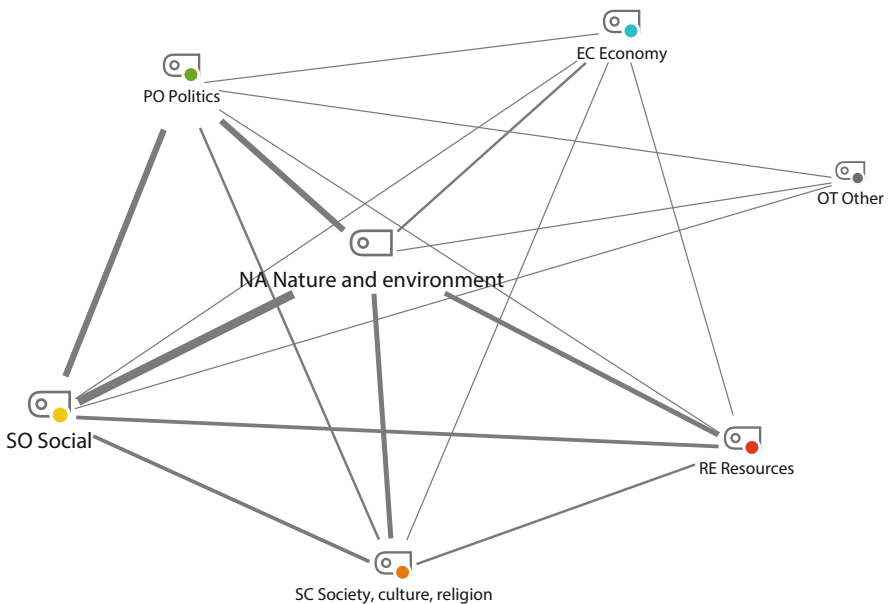 EC Economy
PO Politics
OT Other
NA Nature and environment
SO Social
RE Resources
SC Society, culture, religion